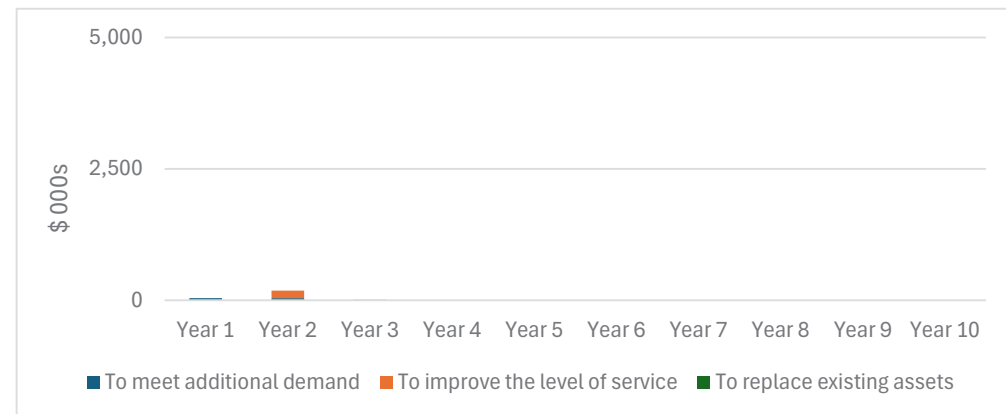 5,000
2,500
0
$ 000s
Year 1 Year 2 Year 3 Year 4 Year 5 Year 6 Year 7 Year 8 Year 9 Year 10
To meet additional demand To improve the level of service To replace existing assets